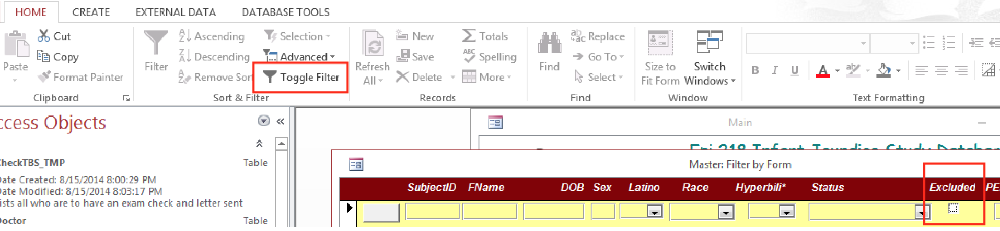 HOME CREATE EXTERNAL DATA DATABASE TOOLS
Cut Ascending Selection New Totals Replace
Copy Descending Advanced Save Spelling Go To
Paste Filter Refresh All Find Size to Fit Form Switch Windows B I U A
Format Painter Remove Sort Toggle Filter Delete More Select
Clipboard Sort & Filter Records Find Window Text Formatting
ccess Objects Main
Epi 218 Infant Jaundice Study Databas
CheckTBS_TMP Table
Master: Filter by Form
Date Created: 8/15/2014 8:00:29 PM
Date Modified: 8/15/2014 8:03:17 PM
SubjectID FName DOB Sex Latino Race Hyperbili* Status Excluded PE
ists all who are to have an exam check and letter sent
Doctor Table